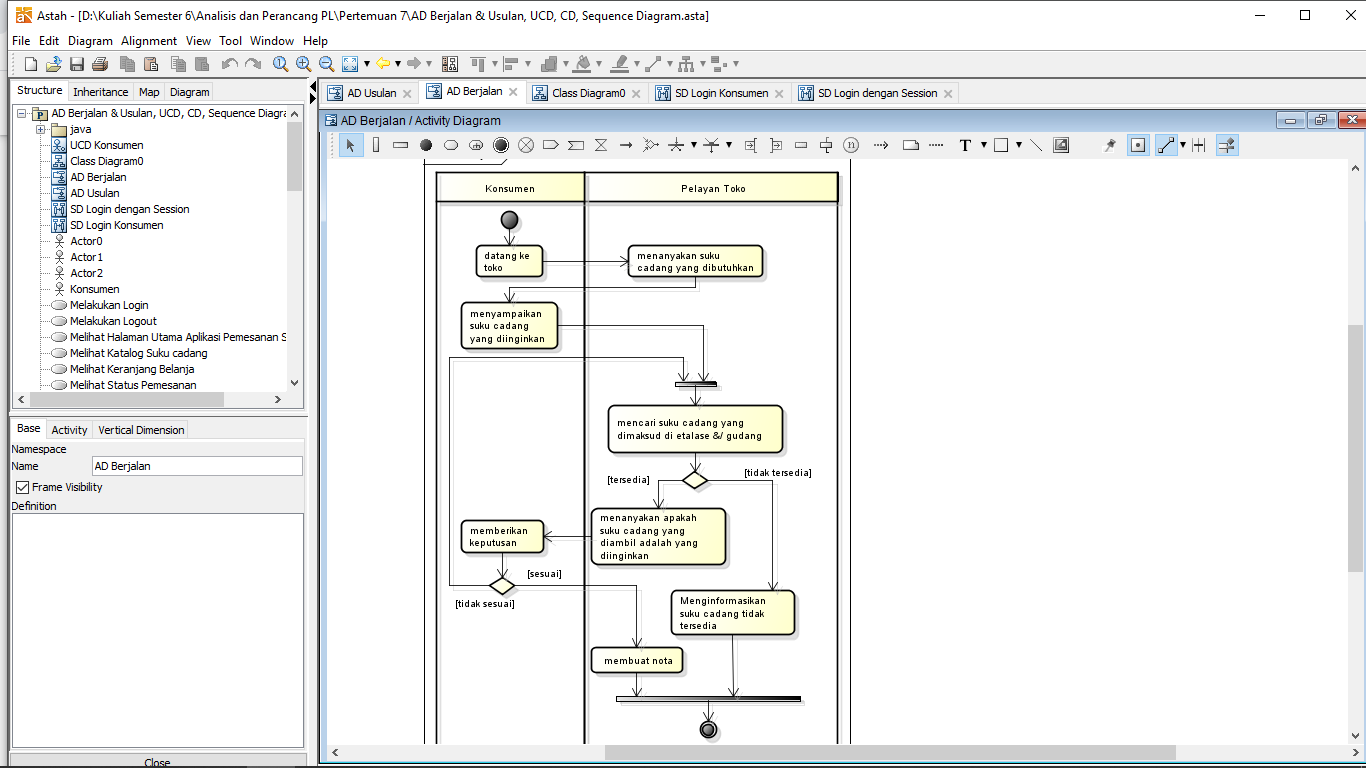 Astah - [D:\Kuliah Semester 6\Analisis dan Perancang PL\Pertemuan 7\AD Berjalan & Usulan, UCD, CD, Sequence Diagram.asta]
File Edit Diagram Alignment View Tool Window Help
Structure Inheritance Map Diagram
AD Berjalan & Usulan, UCD, CD, Sequence Diagra
java
UCD Konsumen
Class Diagram0
AD Berjalan
AD Usulan
SD Login dengan Session
SD Login Konsumen
Actor0
Actor1
Actor2
Konsumen
Melakukan Login
Melakukan Logout
Melihat Halaman Utama Aplikasi Pemesanan S
Melihat Katalog Suku cadang
Melihat Keranjang Belanja
Melihat Status Pemesanan
Base Activity Vertical Dimension
Namespace
Name AD Berjalan
Frame Visibility
Definition
Close
AD Usulan AD Berjalan Class Diagram0 SD Login Konsumen SD Login dengan Session
AD Berjalan / Activity Diagram
T
Konsumen Pelayan Toko
datang ke
toko
menanyakan suku
cadang yang dibutuhkan
menyampaikan
suku cadang
yang diinginkan
mencari suku cadang yang
dimaksud di etalase &/ gudang
[tersedia]
[tidak tersedia]
menanyakan apakah
suku cadang yang
diambil adalah yang
diinginkan
memberikan
keputusan
[sesuai]
[tidak sesuai]
Menginformasikan
suku cadang tidak
tersedia
membuat nota